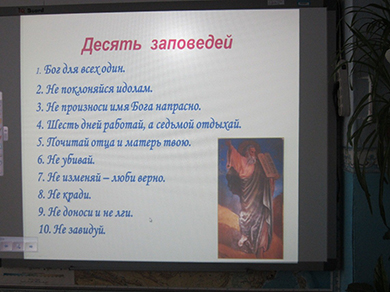 Десять заповедей
1. Бог для всех один.
2. Не поклоняйся идолам.
3. Не произноси имя Бога напрасно.
4. Шесть дней работай, а седьмой отдыхай.
5. Почитай отца и матерь твою.
6. Не убивай.
7. Не изменяй – люби верно.
8. Не кради.
9. Не доноси и не лги.
10. Не завидуй.